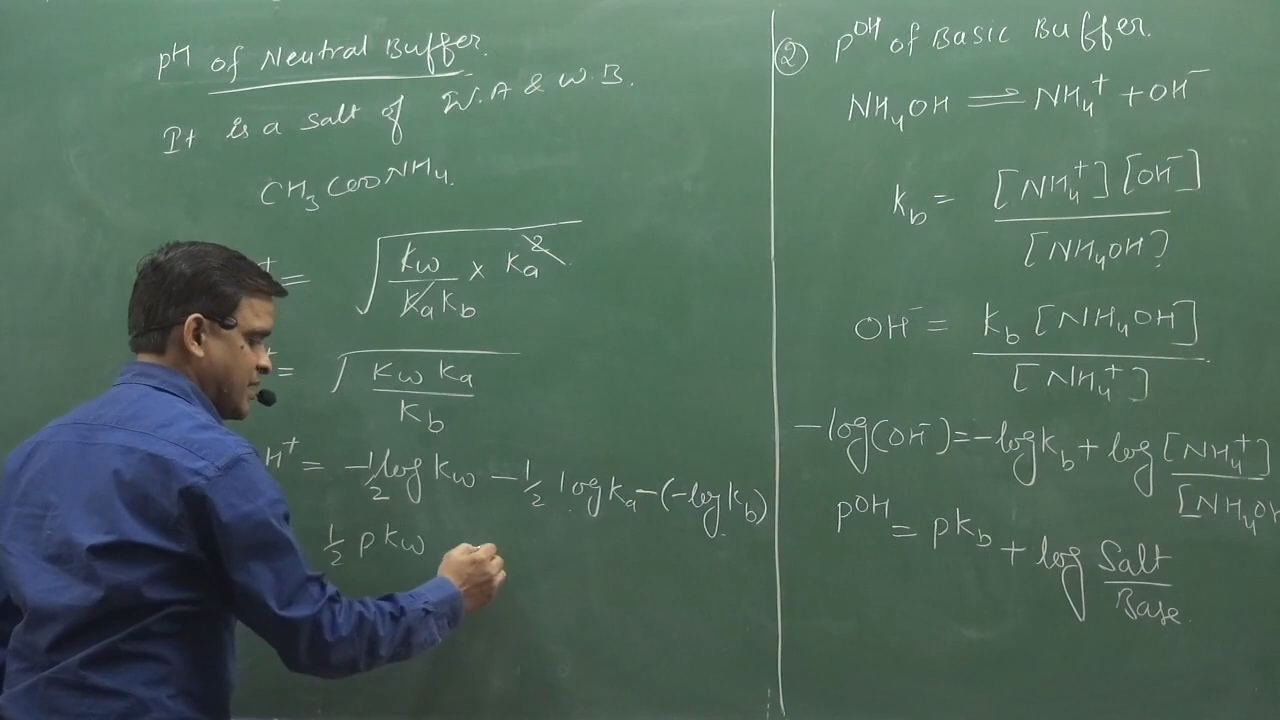 pH of Neutral Buffer.
It is a salt of W.A & W.B.
CH₃COONH₄.
+ = √(Kw / Ka Kb × Ka²)
+ = √(Kw Ka / Kb)
H⁺ = -½ log Kw - ½ log Ka - (-log Kb)
½ pKw
② pOH of Basic Buffer.
NH₄OH ⇌ NH₄⁺ + OH⁻
Kb = [NH₄⁺][OH⁻] / [NH₄OH]
OH⁻ = Kb [NH₄OH] / [NH₄⁺]
-log(OH⁻) = -log Kb + log [NH₄⁺] / [NH₄OH
pOH = pKb + log Salt / Base